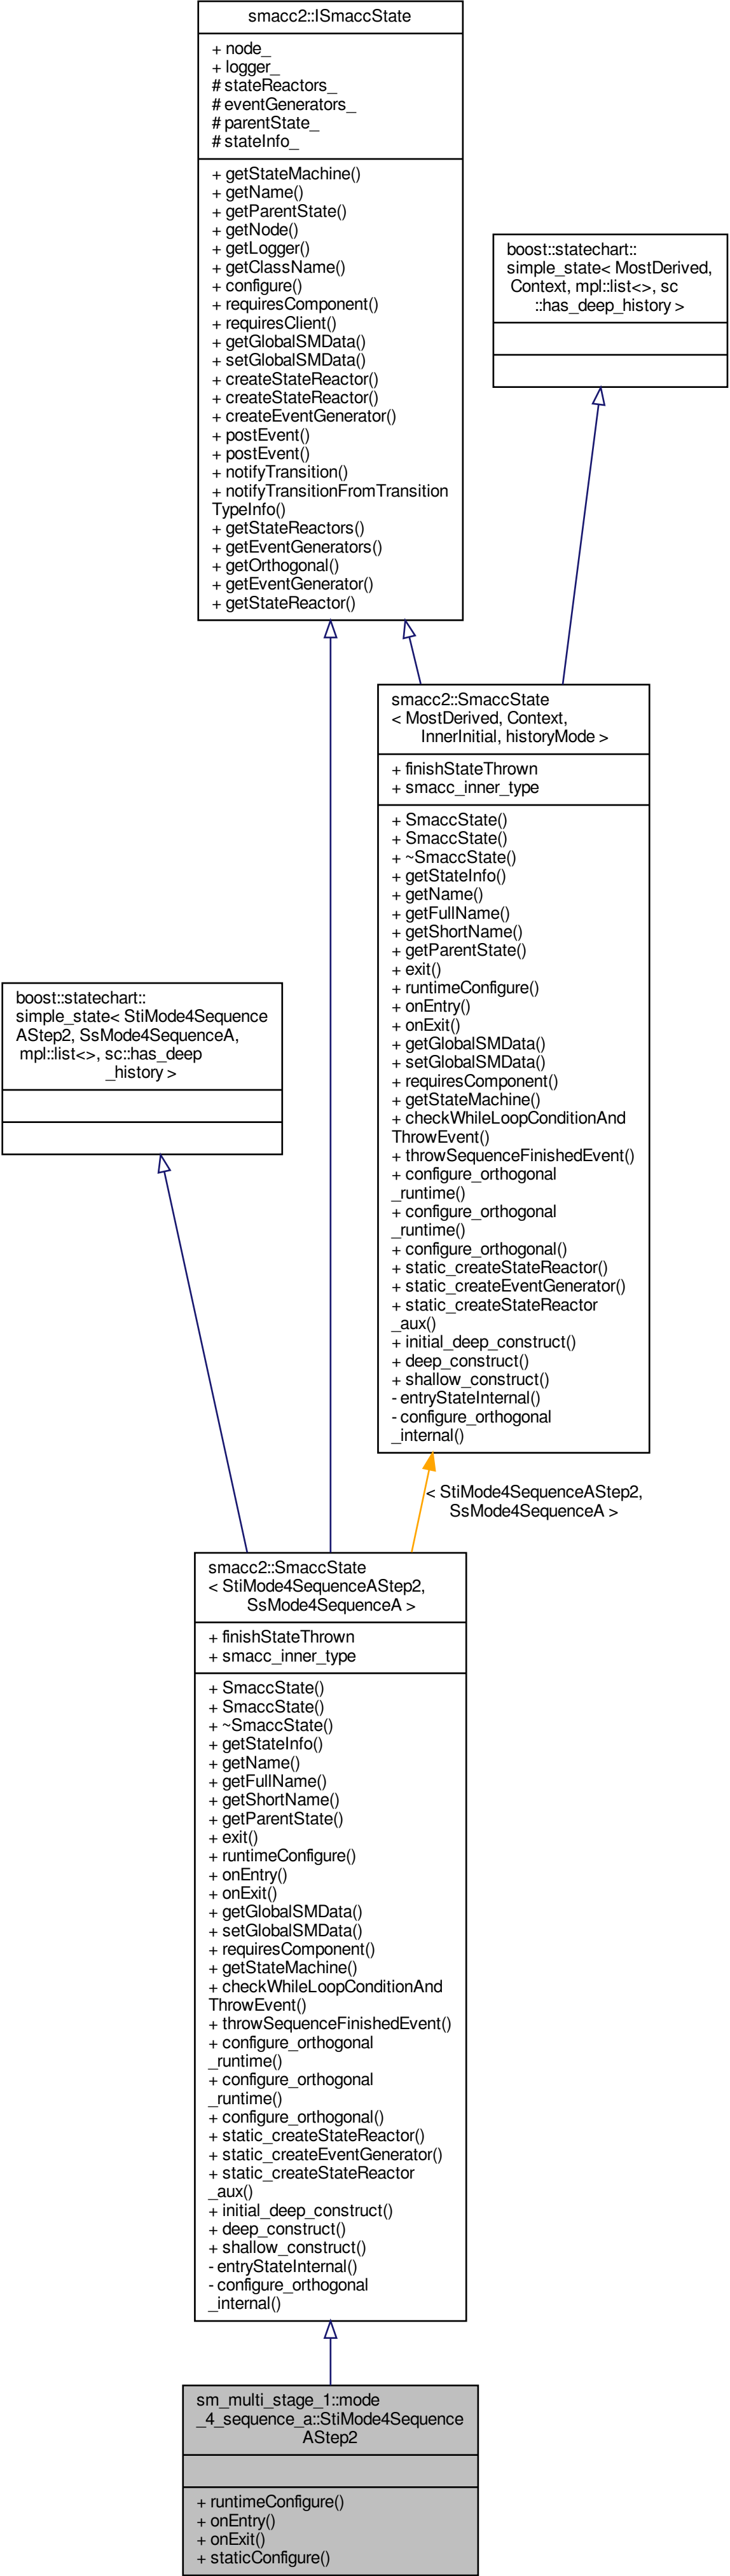 smacc2::ISmaccState
+ node_
+ logger_
# stateReactors_
# eventGenerators_
# parentState_
# stateInfo_
+ getStateMachine()
+ getName()
+ getParentState()
+ getNode()
+ getLogger()
+ getClassName()
+ configure()
+ requiresComponent()
+ requiresClient()
+ getGlobalSMData()
+ setGlobalSMData()
+ createStateReactor()
+ createStateReactor()
+ createEventGenerator()
+ postEvent()
+ postEvent()
+ notifyTransition()
+ notifyTransitionFromTransition
TypeInfo()
+ getStateReactors()
+ getEventGenerators()
+ getOrthogonal()
+ getEventGenerator()
+ getStateReactor()
boost::statechart::
simple_state< MostDerived,
Context, mpl::list<>, sc
::has_deep_history >
smacc2::SmaccState
< MostDerived, Context,
InnerInitial, historyMode >
+ finishStateThrown
+ smacc_inner_type
+ SmaccState()
+ SmaccState()
+ ~SmaccState()
+ getStateInfo()
+ getName()
+ getFullName()
+ getShortName()
+ getParentState()
+ exit()
+ runtimeConfigure()
+ onEntry()
+ onExit()
+ getGlobalSMData()
+ setGlobalSMData()
+ requiresComponent()
+ getStateMachine()
+ checkWhileLoopConditionAnd
ThrowEvent()
+ throwSequenceFinishedEvent()
+ configure_orthogonal
_runtime()
+ configure_orthogonal
_runtime()
+ configure_orthogonal()
+ static_createStateReactor()
+ static_createEventGenerator()
+ static_createStateReactor
_aux()
+ initial_deep_construct()
+ deep_construct()
+ shallow_construct()
- entryStateInternal()
- configure_orthogonal
_internal()
boost::statechart::
simple_state< StiMode4Sequence
AStep2, SsMode4SequenceA,
mpl::list<>, sc::has_deep
_history >
< StiMode4SequenceAStep2,
SsMode4SequenceA >
smacc2::SmaccState
< StiMode4SequenceAStep2,
SsMode4SequenceA >
+ finishStateThrown
+ smacc_inner_type
+ SmaccState()
+ SmaccState()
+ ~SmaccState()
+ getStateInfo()
+ getName()
+ getFullName()
+ getShortName()
+ getParentState()
+ exit()
+ runtimeConfigure()
+ onEntry()
+ onExit()
+ getGlobalSMData()
+ setGlobalSMData()
+ requiresComponent()
+ getStateMachine()
+ checkWhileLoopConditionAnd
ThrowEvent()
+ throwSequenceFinishedEvent()
+ configure_orthogonal
_runtime()
+ configure_orthogonal
_runtime()
+ configure_orthogonal()
+ static_createStateReactor()
+ static_createEventGenerator()
+ static_createStateReactor
_aux()
+ initial_deep_construct()
+ deep_construct()
+ shallow_construct()
- entryStateInternal()
- configure_orthogonal
_internal()
sm_multi_stage_1::mode
_4_sequence_a::StiMode4Sequence
AStep2
+ runtimeConfigure()
+ onEntry()
+ onExit()
+ staticConfigure()